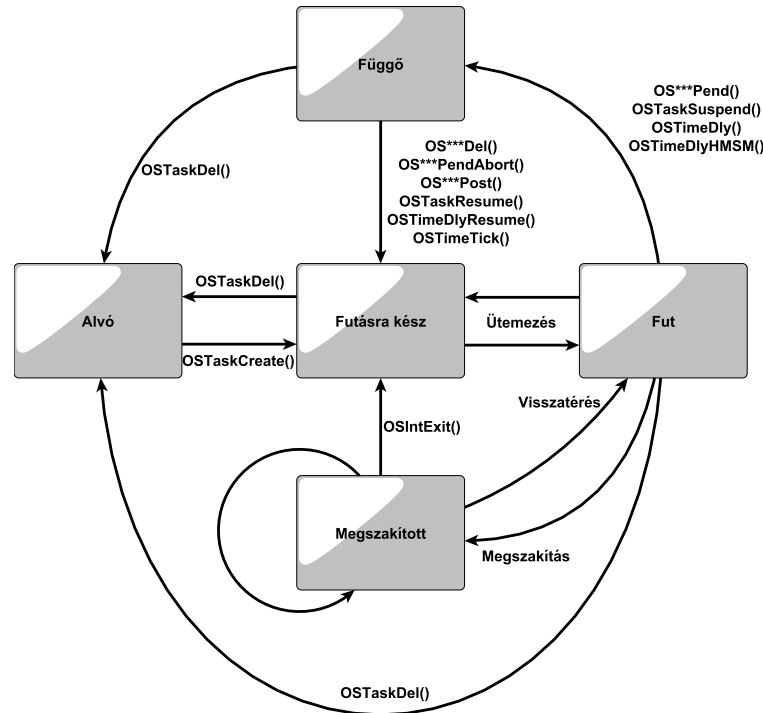 Függő
OS***Pend()
OSTaskSuspend()
OSTimeDly()
OSTimeDlyHMSM()
OSTaskDel()
OS***Del()
OS***PendAbort()
OS***Post()
OSTaskResume()
OSTimeDlyResume()
OSTimeTick()
Alvó
OSTaskDel()
OSTaskCreate()
Futásra kész
Ütemezés
Fut
Visszatérés
OSIntExit()
Megszakított
Megszakítás
OSTaskDel()